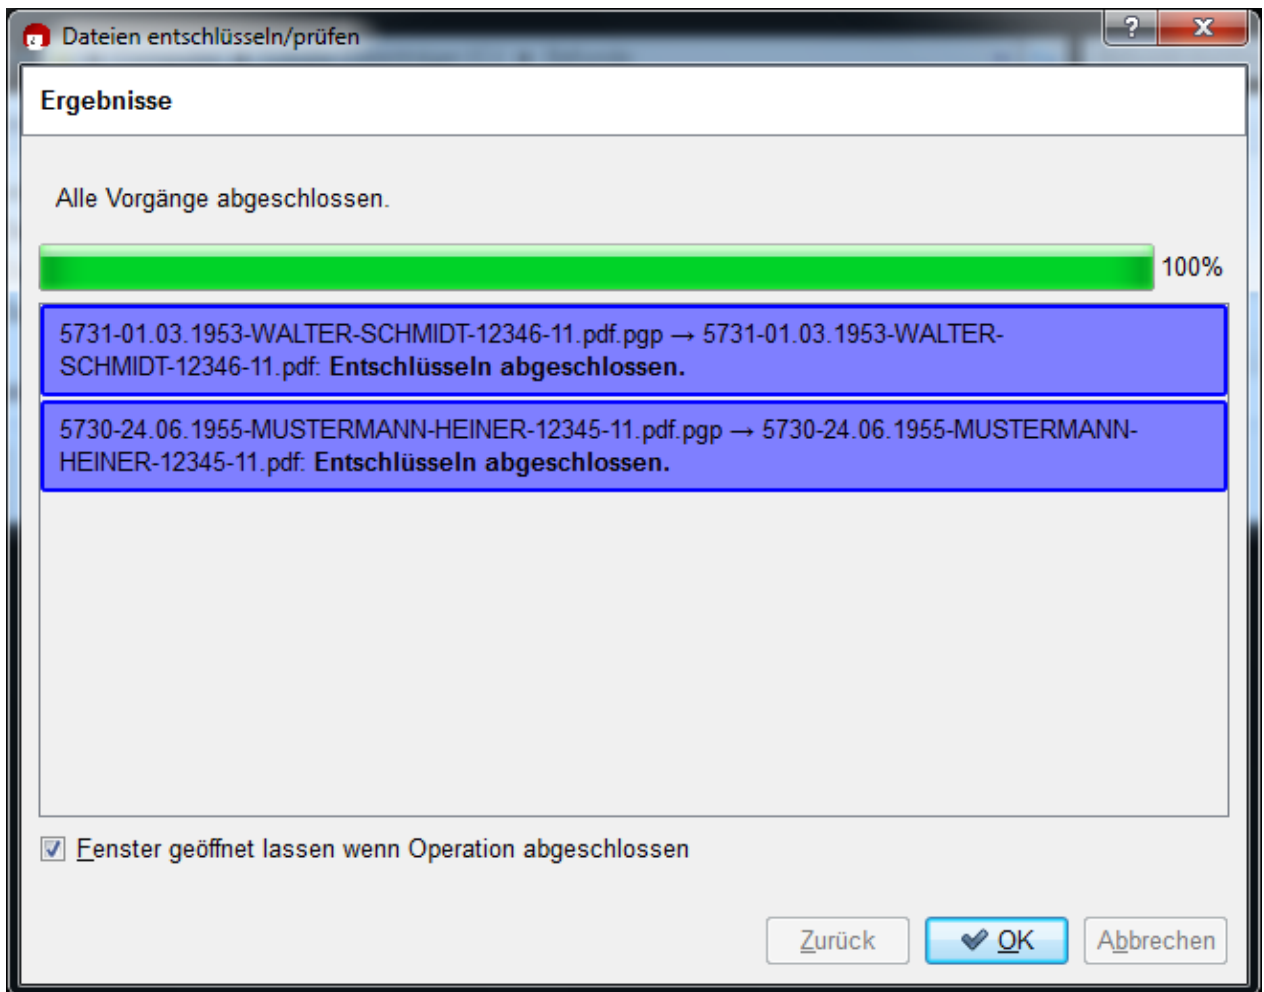 Dateien entschlüsseln/prüfen
?
X
Ergebnisse
Alle Vorgänge abgeschlossen.
100%
5731-01.03.1953-WALTER-SCHMIDT-12346-11.pdf.pgp → 5731-01.03.1953-WALTER-
SCHMIDT-12346-11.pdf: Entschlüsseln abgeschlossen.
5730-24.06.1955-MUSTERMANN-HEINER-12345-11.pdf.pgp → 5730-24.06.1955-MUSTERMANN-
HEINER-12345-11.pdf: Entschlüsseln abgeschlossen.
Fenster geöffnet lassen wenn Operation abgeschlossen
Zurück
OK
Abbrechen